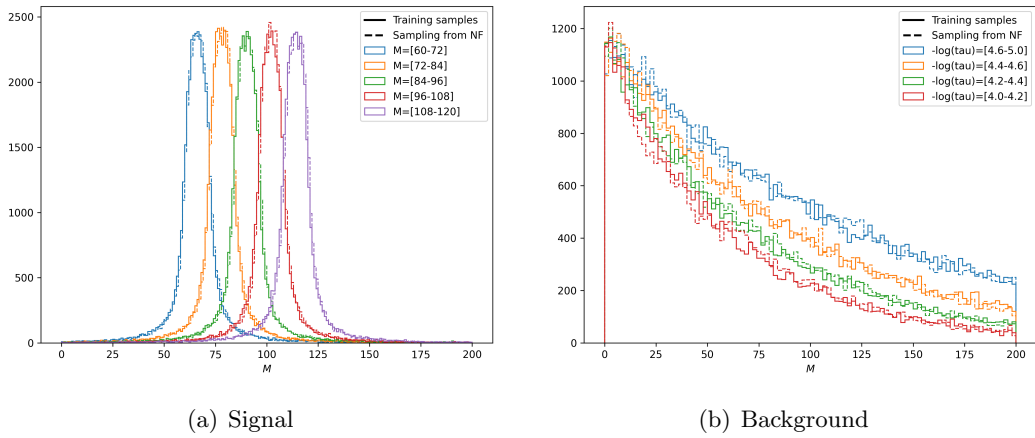 2500
2000
1500
1000
500
0
0
25
50
75
100
125
150
175
200
M
Training samples
Sampling from NF
M=[60-72]
M=[72-84]
M=[84-96]
M=[96-108]
M=[108-120]
(a) Signal
1200
1000
800
600
400
200
0
0
25
50
75
100
125
150
175
200
M
Training samples
Sampling from NF
-log(tau)=[4.6-5.0]
-log(tau)=[4.4-4.6]
-log(tau)=[4.2-4.4]
-log(tau)=[4.0-4.2]
(b) Background